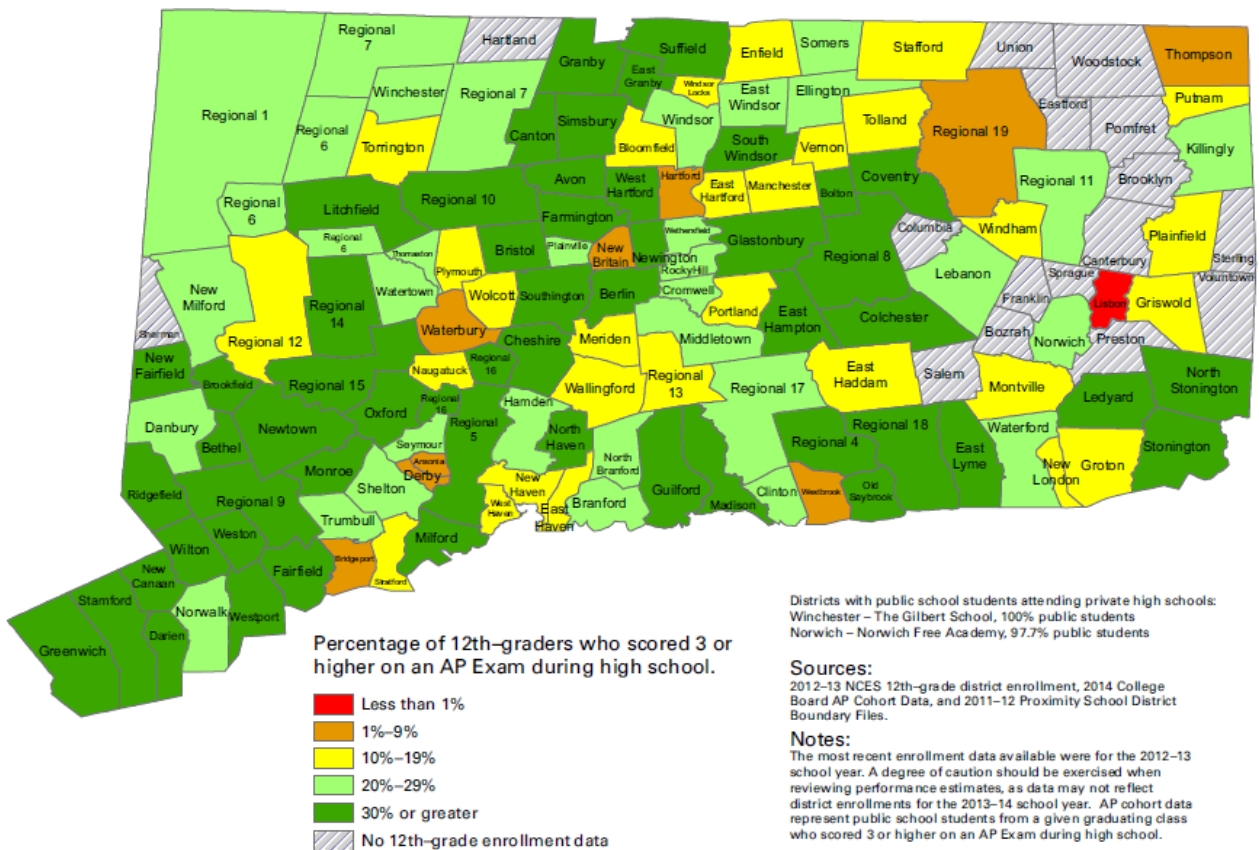 Regional 7
Hartland
Granby
Suffield
East Granby
Windsor Locks
Enfield
Somers
Stafford
Union
Woodstock
Thompson
Regional 1
Winchester
Regional 7
Regional 6
Torrington
Canton
Simsbury
Bloomfield
Windsor
East Windsor
Ellington
South Windsor
Vernon
Tolland
Regional 19
Eastford
Pomfret
Putnam
Killingly
Regional 6
Litchfield
Regional 10
Avon
West Hartford
Hartford
East Hartford
Manchester
Bolton
Coventry
Regional 11
Brooklyn
Farmington
Regional 6
Thomaston
Plymouth
Bristol
Plainville
New Britain
Newington
Wethersfield
RockyHill
Glastonbury
Regional 8
Columbia
Windham
Lebanon
Canterbury
Plainfield
Sterling
Voluntown
Sherman
New Milford
Regional 12
Regional 14
Watertown
Waterbury
Wolcott
Southington
Berlin
Cromwell
Portland
East Hampton
Colchester
Franklin
Sprague
Lisbon
Griswold
Bozrah
Norwich
Preston
New Fairfield
Brookfield
Regional 15
Naugatuck
Regional 16
Cheshire
Meriden
Middletown
Wallingford
Regional 13
Regional 17
East Haddam
Salem
Montville
Ledyard
North Stonington
Danbury
Bethel
Newtown
Oxford
Regional 16
Regional 5
Hamden
North Haven
Seymour
Ansonia
Derby
Monroe
Shelton
North Branford
Guilford
Madison
Regional 4
Regional 18
East Lyme
Waterford
New London
Groton
Stonington
Ridgefield
Regional 9
Trumbull
West Haven
New Haven
East Haven
Branford
Clinton
Westbrook
Old Saybrook
Wilton
Weston
Milford
Bridgeport
Stratford
Fairfield
New Canaan
Stamford
Norwalk
Westport
Darien
Greenwich
Percentage of 12th–graders who scored 3 or
higher on an AP Exam during high school.
Less than 1%
1%–9%
10%–19%
20%–29%
30% or greater
No 12th–grade enrollment data
Districts with public school students attending private high schools:
Winchester – The Gilbert School, 100% public students
Norwich – Norwich Free Academy, 97.7% public students
Sources:
2012–13 NCES 12th–grade district enrollment, 2014 College
Board AP Cohort Data, and 2011–12 Proximity School District
Boundary Files.
Notes:
The most recent enrollment data available were for the 2012–13
school year. A degree of caution should be exercised when
reviewing performance estimates, as data may not reflect
district enrollments for the 2013–14 school year.  AP cohort data
represent public school students from a given graduating class
who scored 3 or higher on an AP Exam during high school.